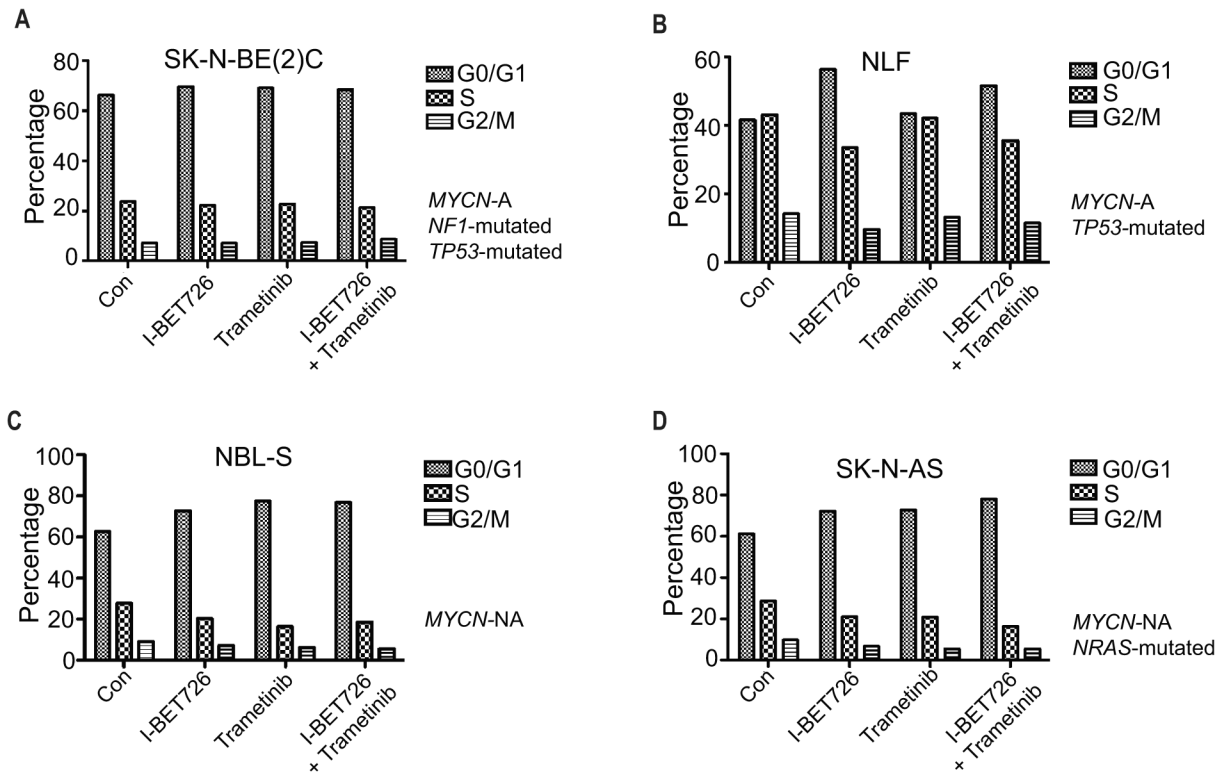 A
SK-N-BE(2)C
Percentage
80
60
40
20
0
G0/G1
S
G2/M
MYCN-A
NF1-mutated
TP53-mutated
Con
I-BET726
Trametinib
I-BET726
+ Trametinib
B
NLF
Percentage
60
40
20
0
G0/G1
S
G2/M
MYCN-A
TP53-mutated
Con
I-BET726
Trametinib
I-BET726
+ Trametinib
C
NBL-S
Percentage
100
80
60
40
20
0
G0/G1
S
G2/M
MYCN-NA
Con
I-BET726
Trametinib
I-BET726
+ Trametinib
D
SK-N-AS
Percentage
100
80
60
40
20
0
G0/G1
S
G2/M
MYCN-NA
NRAS-mutated
Con
I-BET726
Trametinib
I-BET726
+ Trametinib